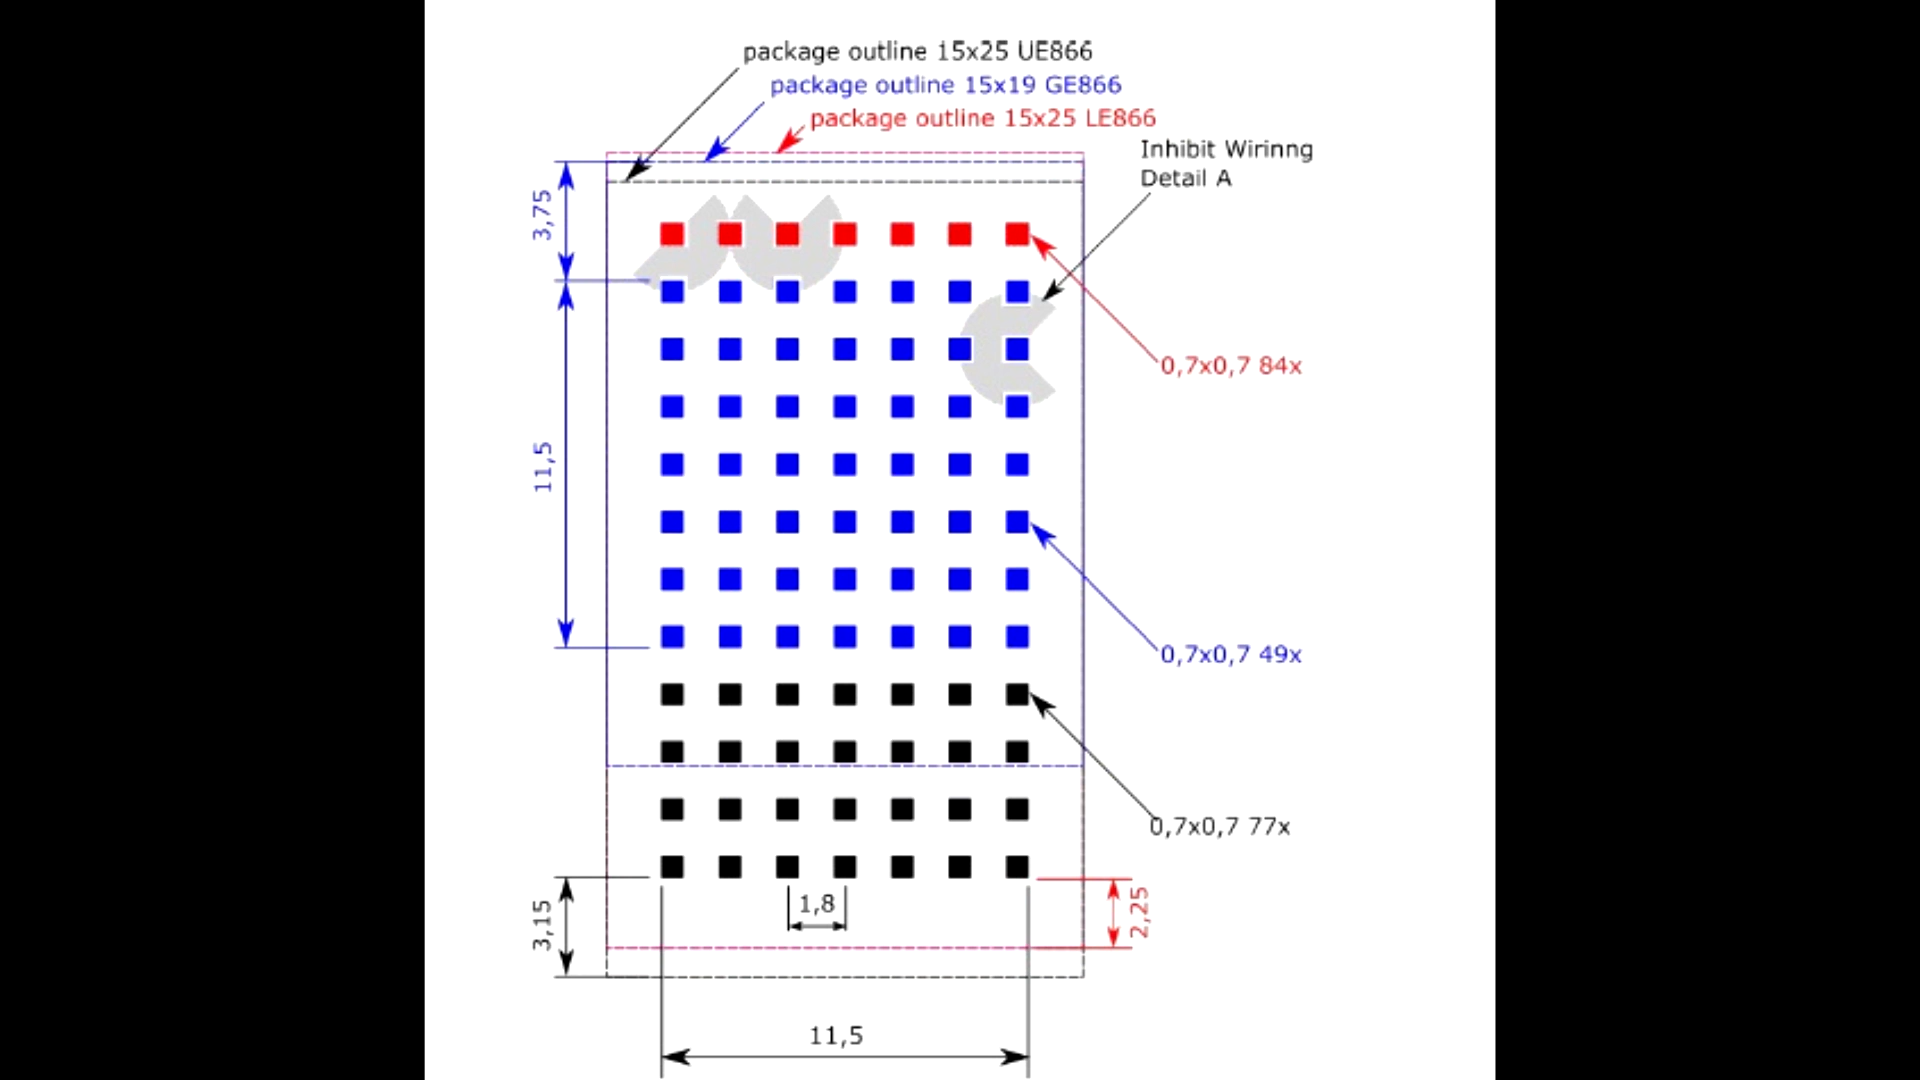 package outline 15x25 UE866
package outline 15x19 GE866
package outline 15x25 LE866
Inhibit Wirinng
Detail A
3,75
0,7x0,7 84x
11,5
0,7x0,7 49x
0,7x0,7 77x
1,8
3,15
2,25
11,5